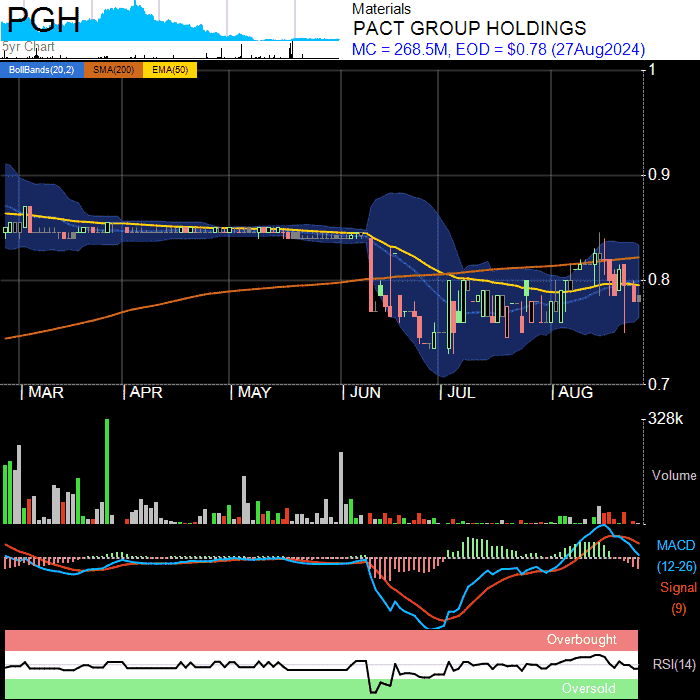 PGH
5yr Chart
Materials
PACT GROUP HOLDINGS
MC = 268.5M, EOD = $0.78 (27Aug2024)
BollBands(20,2) SMA(200) EMA(50)
1
0.9
0.8
0.7
MAR APR MAY JUN JUL AUG
328k
Volume
MACD
(12-26)
Signal
(9)
Overbought
RSI(14)
Oversold